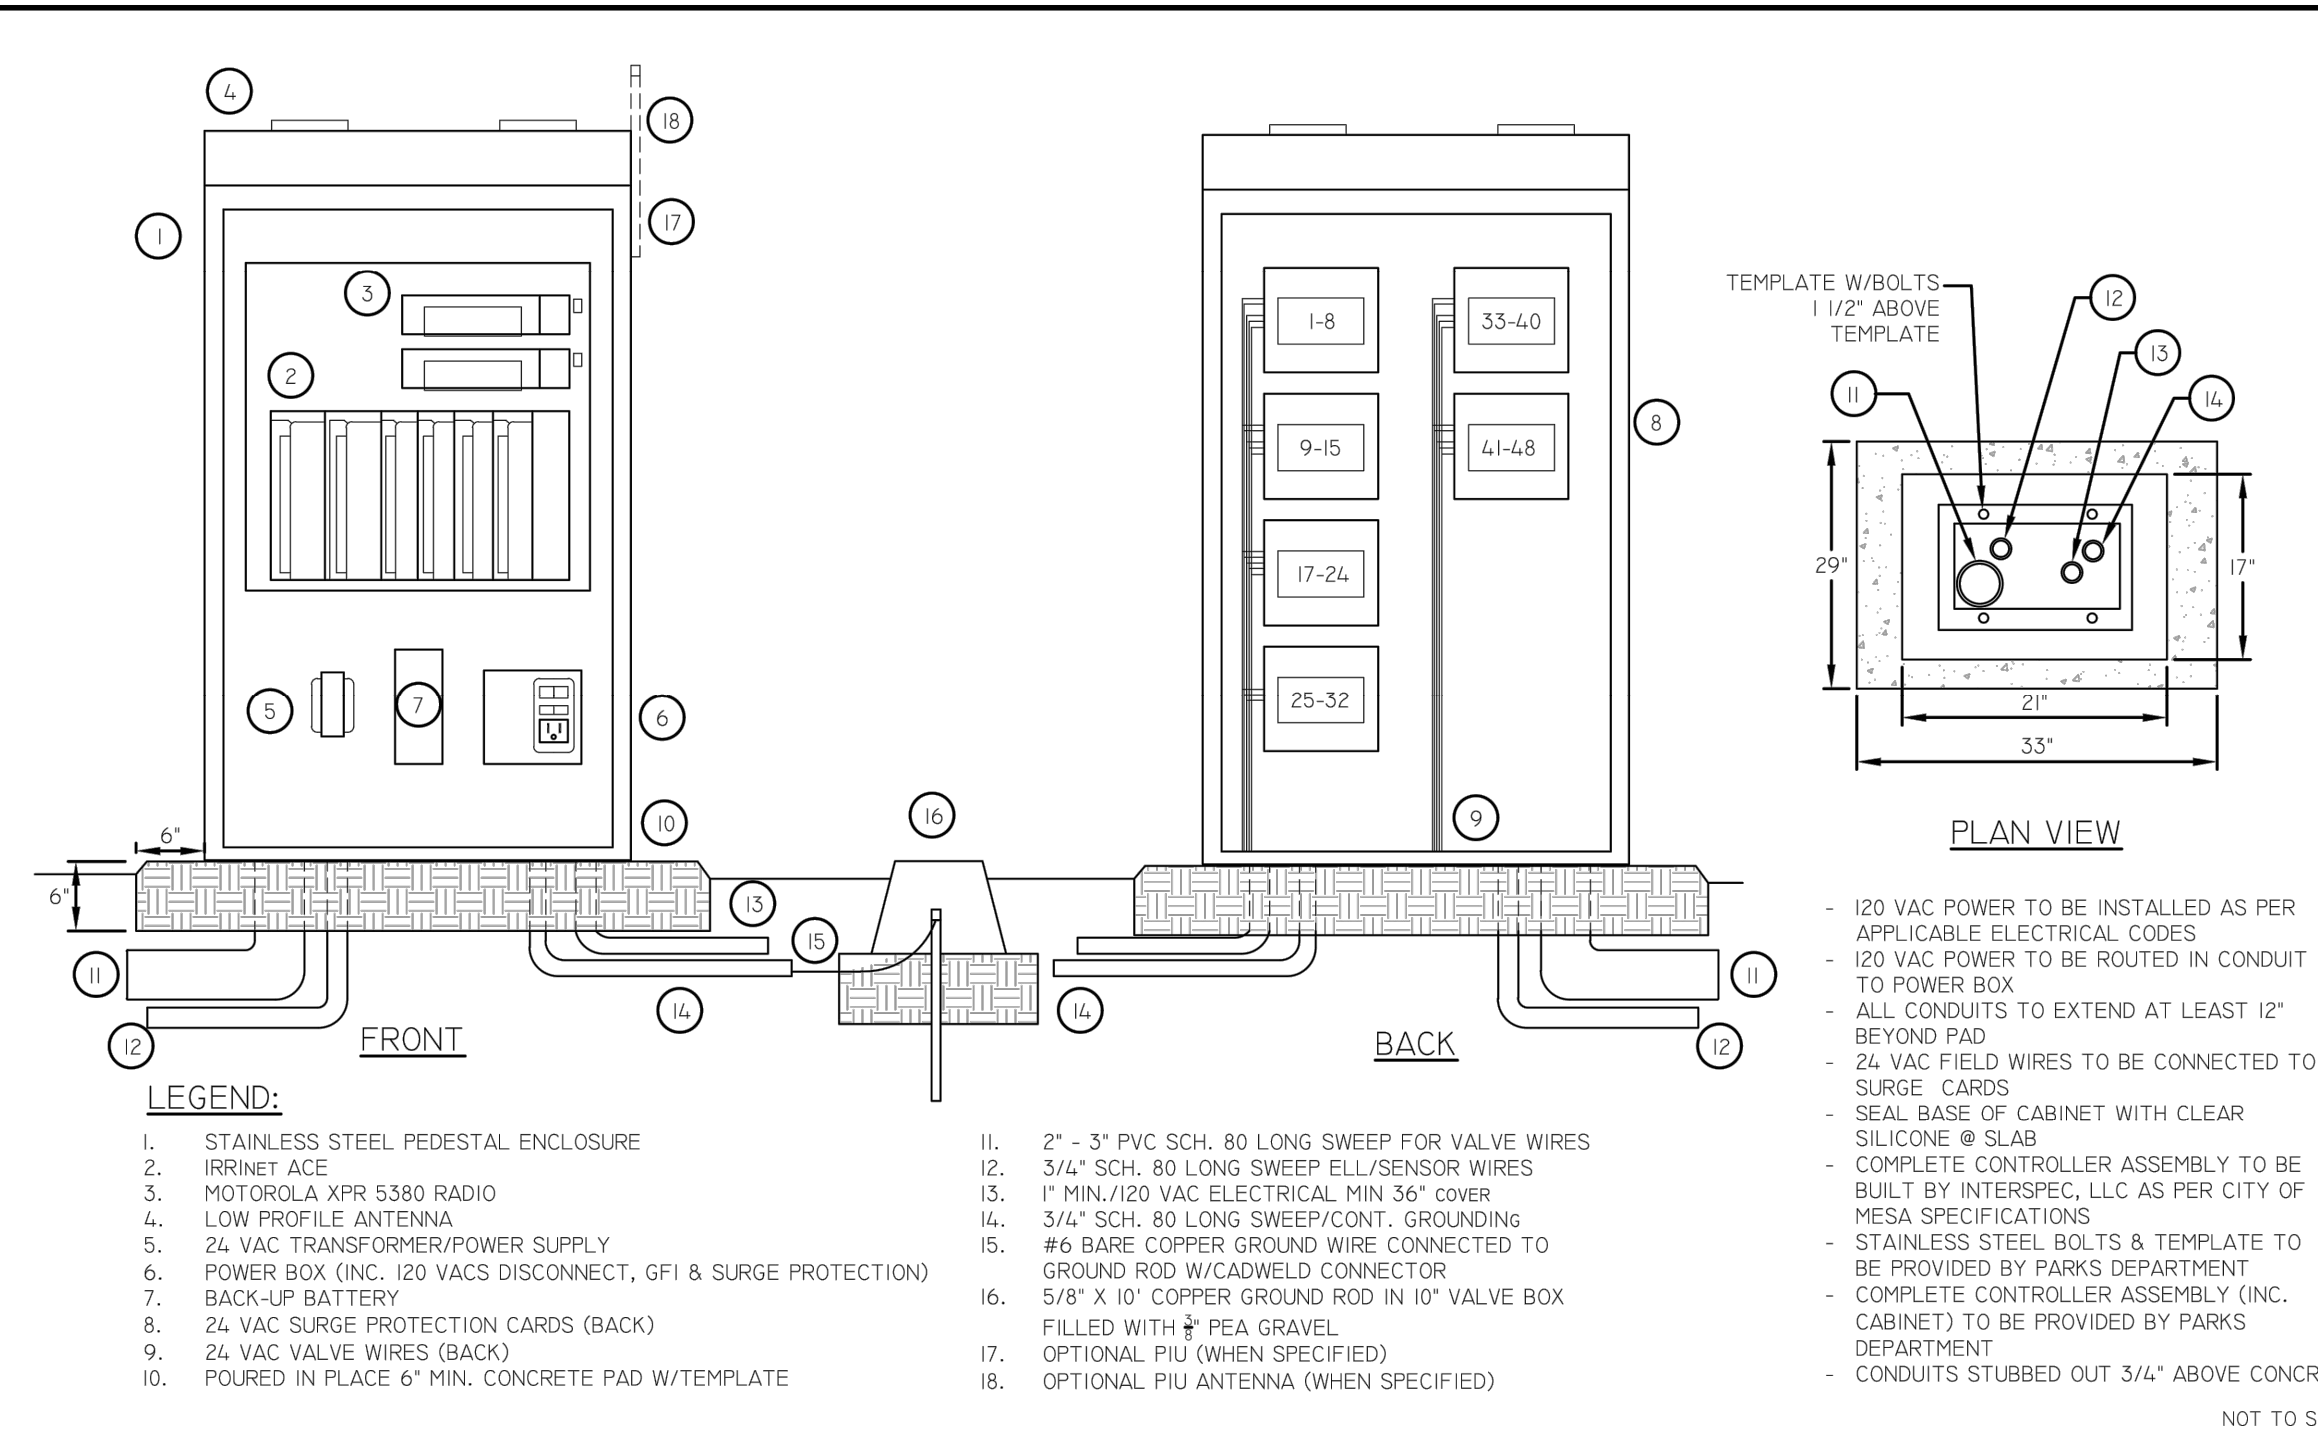 4
18
17
1
3
2
5
7
6
10
6"
6"
11
12
13
14
15
16
FRONT
1-8
33-40
9-15
41-48
17-24
25-32
8
9
14
11
12
BACK
TEMPLATE W/BOLTS
1 1/2" ABOVE
TEMPLATE
12
13
11
14
29"
17"
21"
33"
PLAN VIEW
LEGEND:
1. STAINLESS STEEL PEDESTAL ENCLOSURE
2. IRRINET ACE
3. MOTOROLA XPR 5380 RADIO
4. LOW PROFILE ANTENNA
5. 24 VAC TRANSFORMER/POWER SUPPLY
6. POWER BOX (INC. 120 VACS DISCONNECT, GFI & SURGE PROTECTION)
7. BACK-UP BATTERY
8. 24 VAC SURGE PROTECTION CARDS (BACK)
9. 24 VAC VALVE WIRES (BACK)
10. POURED IN PLACE 6" MIN. CONCRETE PAD W/TEMPLATE
11. 2" - 3" PVC SCH. 80 LONG SWEEP FOR VALVE WIRES
12. 3/4" SCH. 80 LONG SWEEP ELL/SENSOR WIRES
13. 1" MIN./120 VAC ELECTRICAL MIN 36" COVER
14. 3/4" SCH. 80 LONG SWEEP/CONT. GROUNDING
15. #6 BARE COPPER GROUND WIRE CONNECTED TO
GROUND ROD W/CADWELD CONNECTOR
16. 5/8" X 10' COPPER GROUND ROD IN 10" VALVE BOX
FILLED WITH 3/8" PEA GRAVEL
17. OPTIONAL PIU (WHEN SPECIFIED)
18. OPTIONAL PIU ANTENNA (WHEN SPECIFIED)
- 120 VAC POWER TO BE INSTALLED AS PER
APPLICABLE ELECTRICAL CODES
- 120 VAC POWER TO BE ROUTED IN CONDUIT
TO POWER BOX
- ALL CONDUITS TO EXTEND AT LEAST 12"
BEYOND PAD
- 24 VAC FIELD WIRES TO BE CONNECTED TO
SURGE CARDS
- SEAL BASE OF CABINET WITH CLEAR
SILICONE @ SLAB
- COMPLETE CONTROLLER ASSEMBLY TO BE
BUILT BY INTERSPEC, LLC AS PER CITY OF
MESA SPECIFICATIONS
- STAINLESS STEEL BOLTS & TEMPLATE TO
BE PROVIDED BY PARKS DEPARTMENT
- COMPLETE CONTROLLER ASSEMBLY (INC.
CABINET) TO BE PROVIDED BY PARKS
DEPARTMENT
- CONDUITS STUBBED OUT 3/4" ABOVE CONCR
NOT TO S